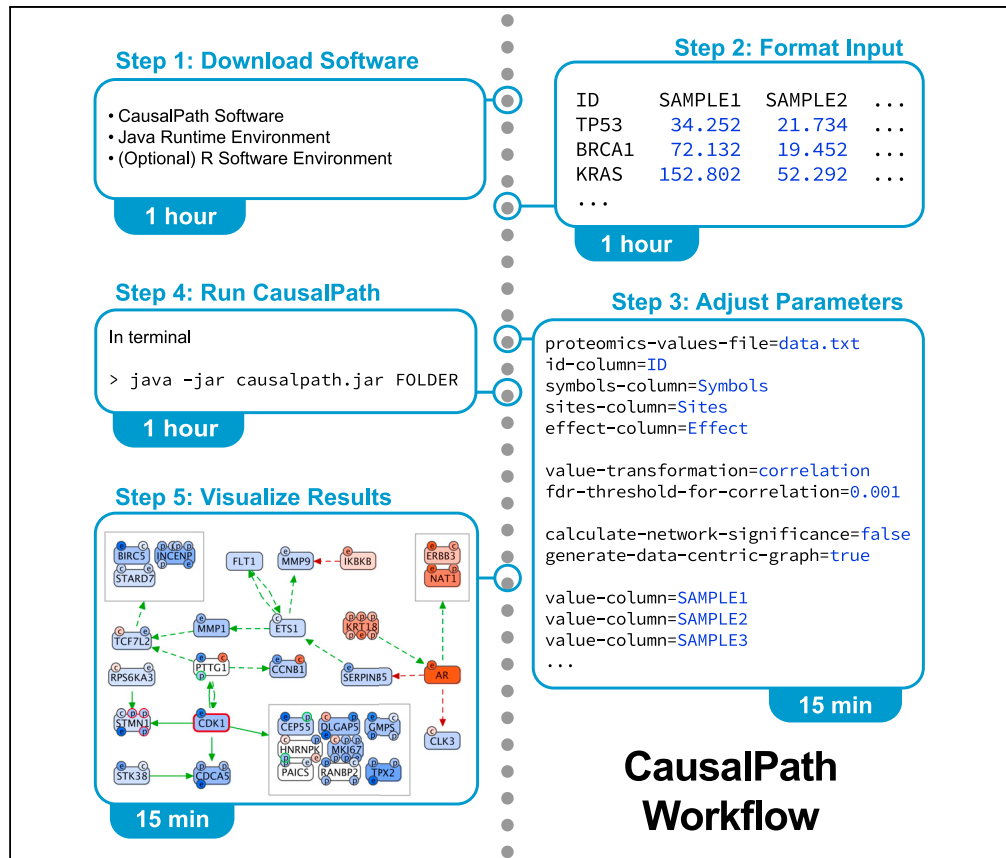 Step 1: Download Software
• CausalPath Software
• Java Runtime Environment
• (Optional) R Software Environment
1 hour
Step 2: Format Input
ID SAMPLE1 SAMPLE2 ...
TP53 34.252 21.734 ...
BRCA1 72.132 19.452 ...
KRAS 152.802 52.292 ...
...
1 hour
Step 3: Adjust Parameters
proteomics-values-file=data.txt
id-column=ID
symbols-column=Symbols
sites-column=Sites
effect-column=Effect
value-transformation=correlation
fdr-threshold-for-correlation=0.001
calculate-network-significance=false
generate-data-centric-graph=true
value-column=SAMPLE1
value-column=SAMPLE2
value-column=SAMPLE3
...
15 min
Step 4: Run CausalPath
In terminal
> java -jar causalpath.jar FOLDER
1 hour
Step 5: Visualize Results
e c p p p
BIRC5 INCENP
c e p e
STARD7
FLT1
c
MMP9
e
IKBKB
e c
ERBB3
c e
NAT1
c e
TCF7L2
e
MMP1
c
ETS1
p p p
KRT18
p e p
c e
RPS6KA3
e c
PTTG1
p
e c
CCNB1
e
SERPINB5
e
AR
c p p
STMN1
e p
e
CDK1
c
CLK3
e
STK38
p p
CDCA5
e
e p
CEP55
c p
DLGAP5
e
p c
GMPS
p
c
HNRNPK
p
e c p
MKI67
p e
PAICS
p p
RANBP2
p
p p
TPX2
e
15 min
CausalPath
Workflow